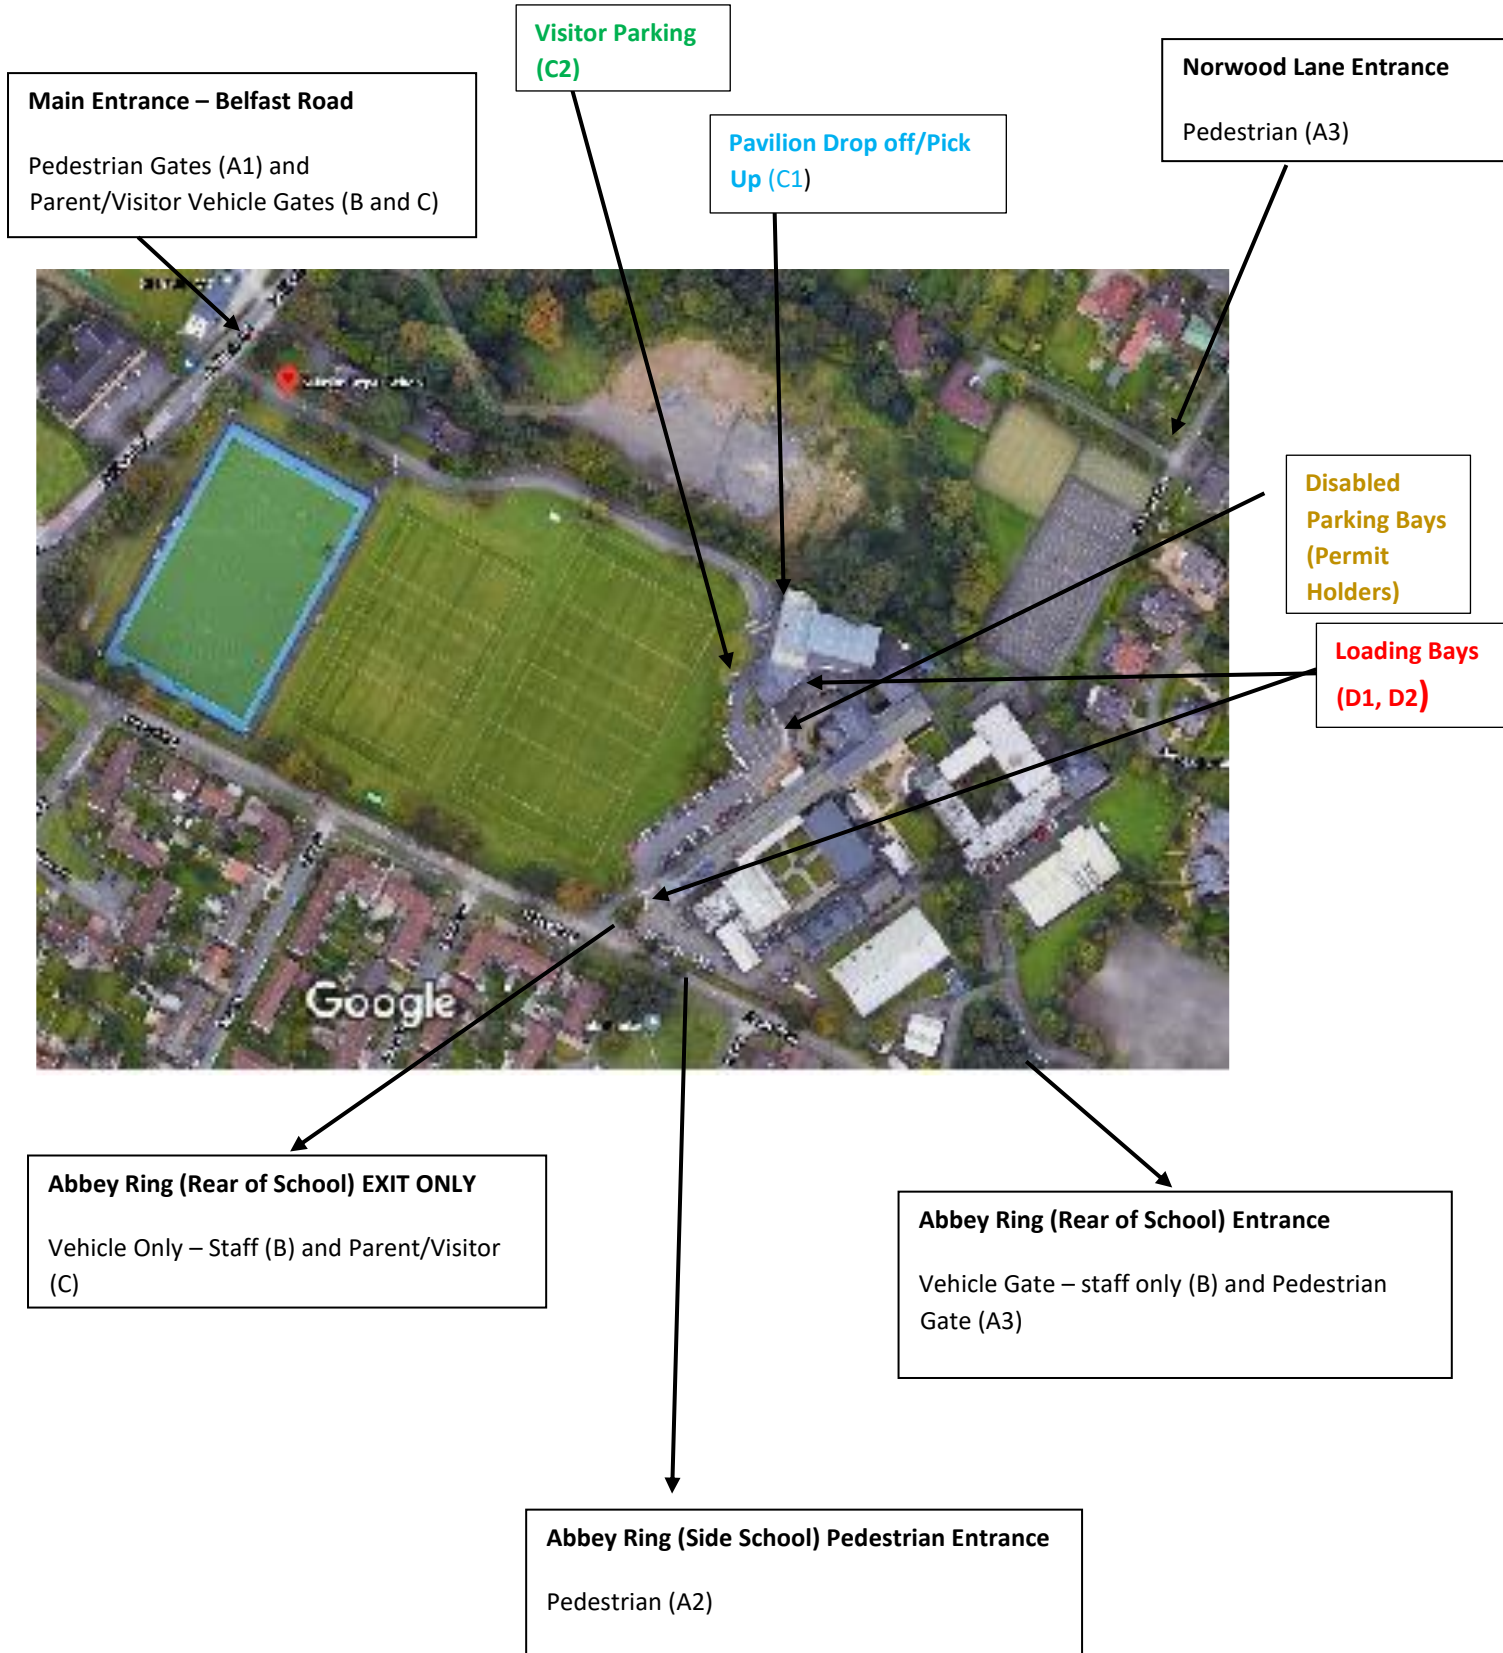 Visitor Parking
(C2)
Norwood Lane Entrance
Pedestrian (A3)
Main Entrance – Belfast Road
Pedestrian Gates (A1) and
Parent/Visitor Vehicle Gates (B and C)
Pavilion Drop off/Pick
Up (C1)
Disabled
Parking Bays
(Permit
Holders)
Loading Bays
(D1, D2)
Google
Abbey Ring (Rear of School) EXIT ONLY
Vehicle Only – Staff (B) and Parent/Visitor
(C)
Abbey Ring (Rear of School) Entrance
Vehicle Gate – staff only (B) and Pedestrian
Gate (A3)
Abbey Ring (Side School) Pedestrian Entrance
Pedestrian (A2)